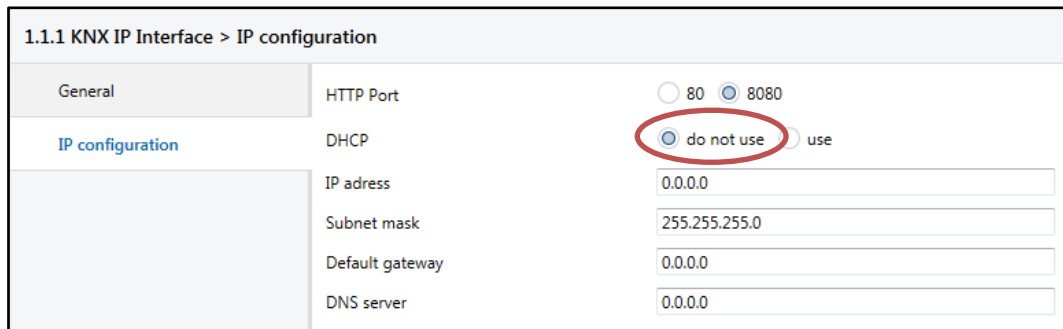 1.1.1 KNX IP Interface > IP configuration
General
IP configuration
HTTP Port 80 8080
DHCP do not use use
IP adress 0.0.0.0
Subnet mask 255.255.255.0
Default gateway 0.0.0.0
DNS server 0.0.0.0